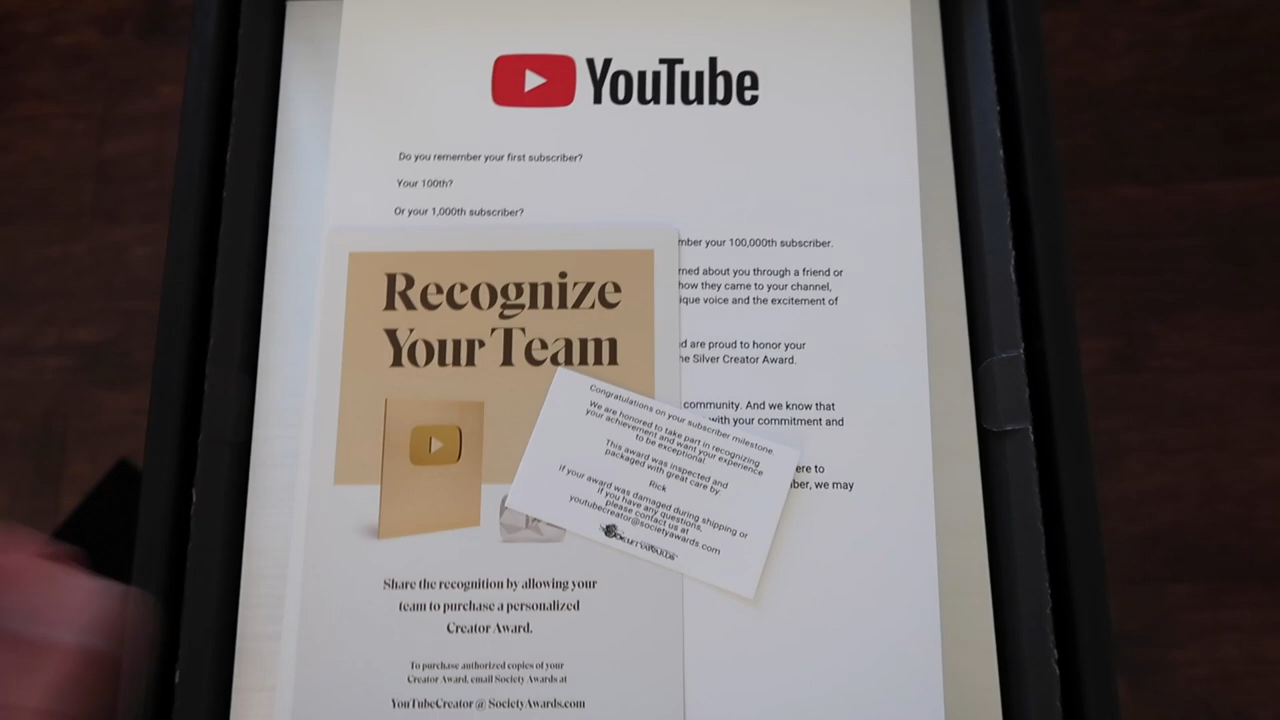 YouTube
Do you remember your first subscriber?
Your 100th?
Or your 1,000th subscriber?
your 100,000th subscriber.
about you through a friend or
how they came to your channel,
voice and the excitement of
are proud to honor your
Silver Creator Award.
community. And we know that
with your commitment and
to
we may
Recognize
Your Team
Share the recognition by allowing your
team to purchase a personalized
Creator Award.
To purchase authorized copies of your
Creator Award, email Society Awards at
YouTubeCreator @ SocietyAwards.com
Congratulations on your subscriber milestone.
We are honored to take part in recognizing
your achievement and want your experience
to be exceptional.
This award was inspected and
packaged with great care by:
Rick
If your award was damaged during shipping or
if you have any questions,
please contact us at
youtubecreator@societyawards.com
SOCIETY AWARDS